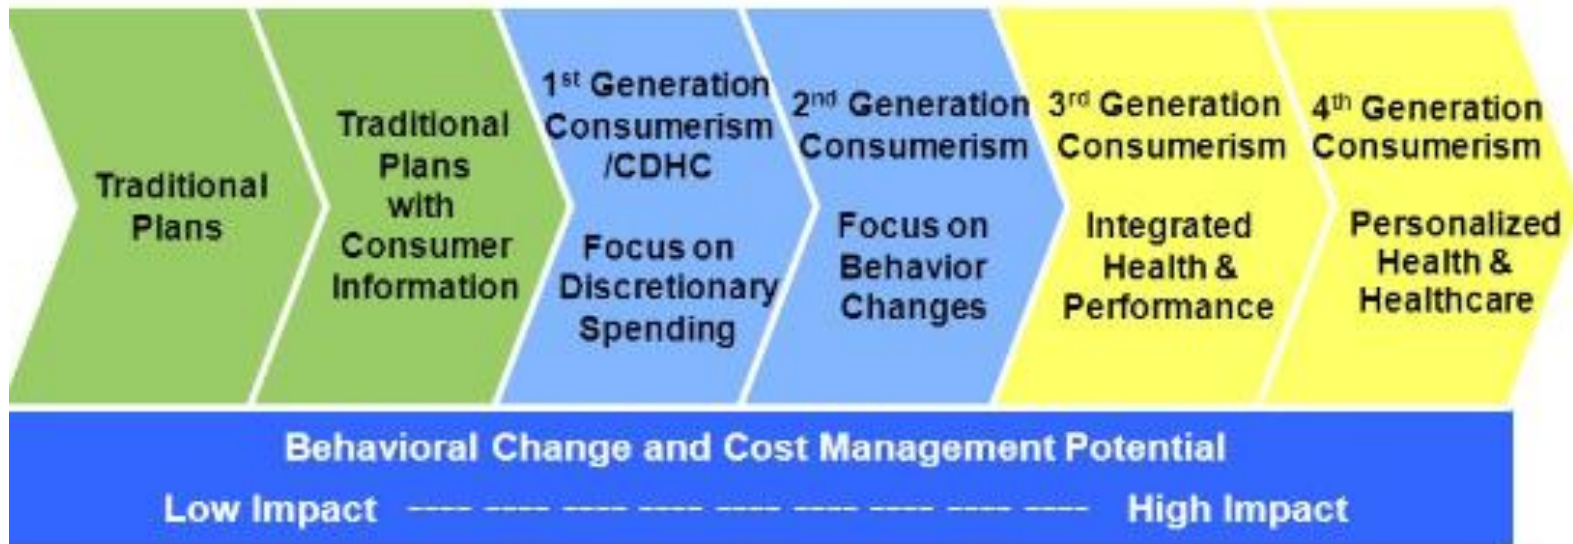 Traditional
Plans
Traditional
Plans
with
Consumer
Information
1st Generation
Consumerism
/CDHC
Focus on
Discretionary
Spending
2nd Generation
Consumerism
Focus on
Behavior
Changes
3rd Generation
Consumerism
Integrated
Health &
Performance
4th Generation
Consumerism
Personalized
Health &
Healthcare
Behavioral Change and Cost Management Potential
Low Impact ---- ---- ---- ---- ---- ---- ---- ---- ---- High Impact